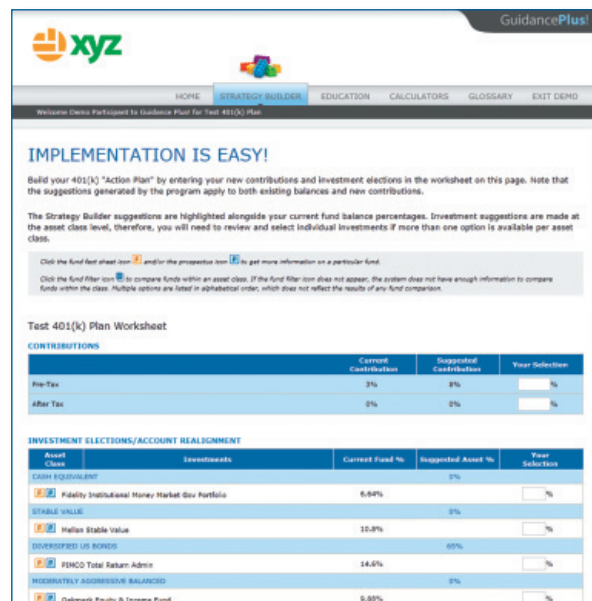 GuidancePlus!
xyz
HOME STRATEGY BUILDER EDUCATION CALCULATORS GLOSSARY EXIT DEMO
Welcome Demo Participant to Guidance Plus! for Test 401(k) Plan
IMPLEMENTATION IS EASY!
Build your 401(k) "Action Plan" by entering your new contributions and investment elections in the worksheet on this page. Note that
the suggestions generated by the program apply to both existing balances and new contributions.
The Strategy Builder suggestions are highlighted alongside your current fund balance percentages. Investment suggestions are made at
the asset class level, therefore, you will need to review and select individual investments if more than one option is available per asset
class.
Click the fund fact sheet icon F and/or the prospectus icon P to get more information on a particular fund.
Click the fund filter icon to compare funds within an asset class. If the fund filter icon does not appear, the system does not have enough information to compare
funds within the class. Multiple options are listed in alphabetical order, which does not reflect the results of any fund comparison.
Test 401(k) Plan Worksheet
CONTRIBUTIONS
Current Contribution Suggested Contribution Your Selection
Pre-Tax 3% 8% %
After Tax 0% 0% %
INVESTMENT ELECTIONS/ACCOUNT REALIGNMENT
Asset Class Investments Current Fund % Suggested Asset % Your Selection
CASH EQUIVALENT 0%
F P Fidelity Institutional Money Market Gov Portfolio 6.64% %
STABLE VALUE 0%
F P Mellon Stable Value 10.8% %
DIVERSIFIED US BONDS 65%
F P PIMCO Total Return Admin 14.6% %
MODERATELY AGGRESSIVE BALANCED 0%
F P Oakmark Equity & Income Fund 9.68% %